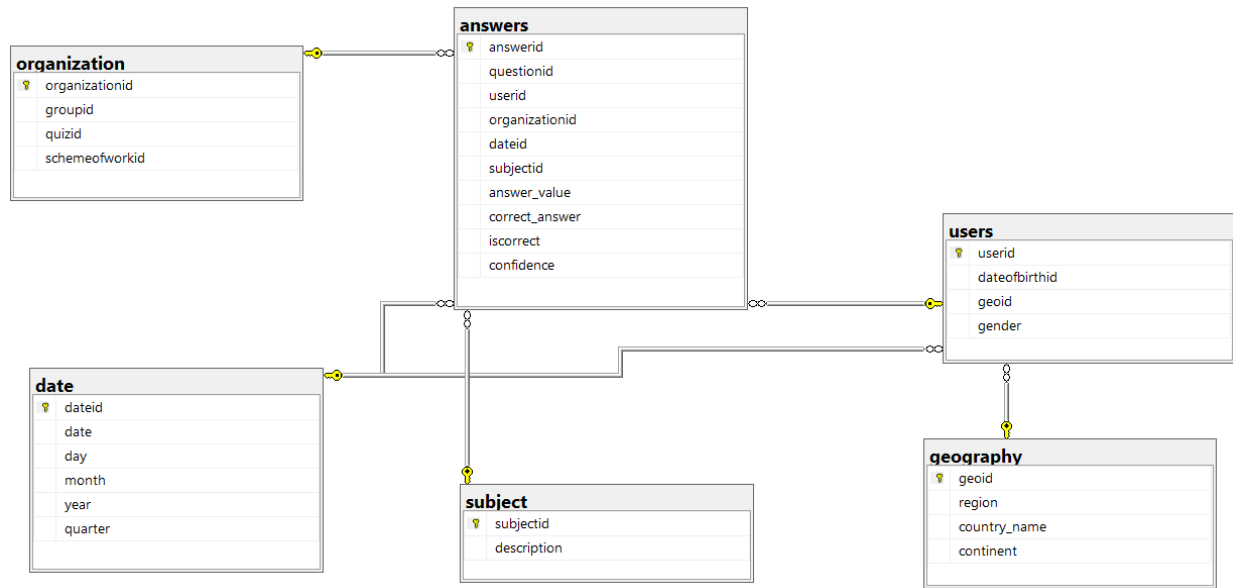 organization
organizationid
groupid
quizid
schemeofworkid
answers
answerid
questionid
userid
organizationid
dateid
subjectid
answer_value
correct_answer
iscorrect
confidence
users
userid
dateofbirthid
geoid
gender
date
dateid
date
day
month
year
quarter
subject
subjectid
description
geography
geoid
region
country_name
continent